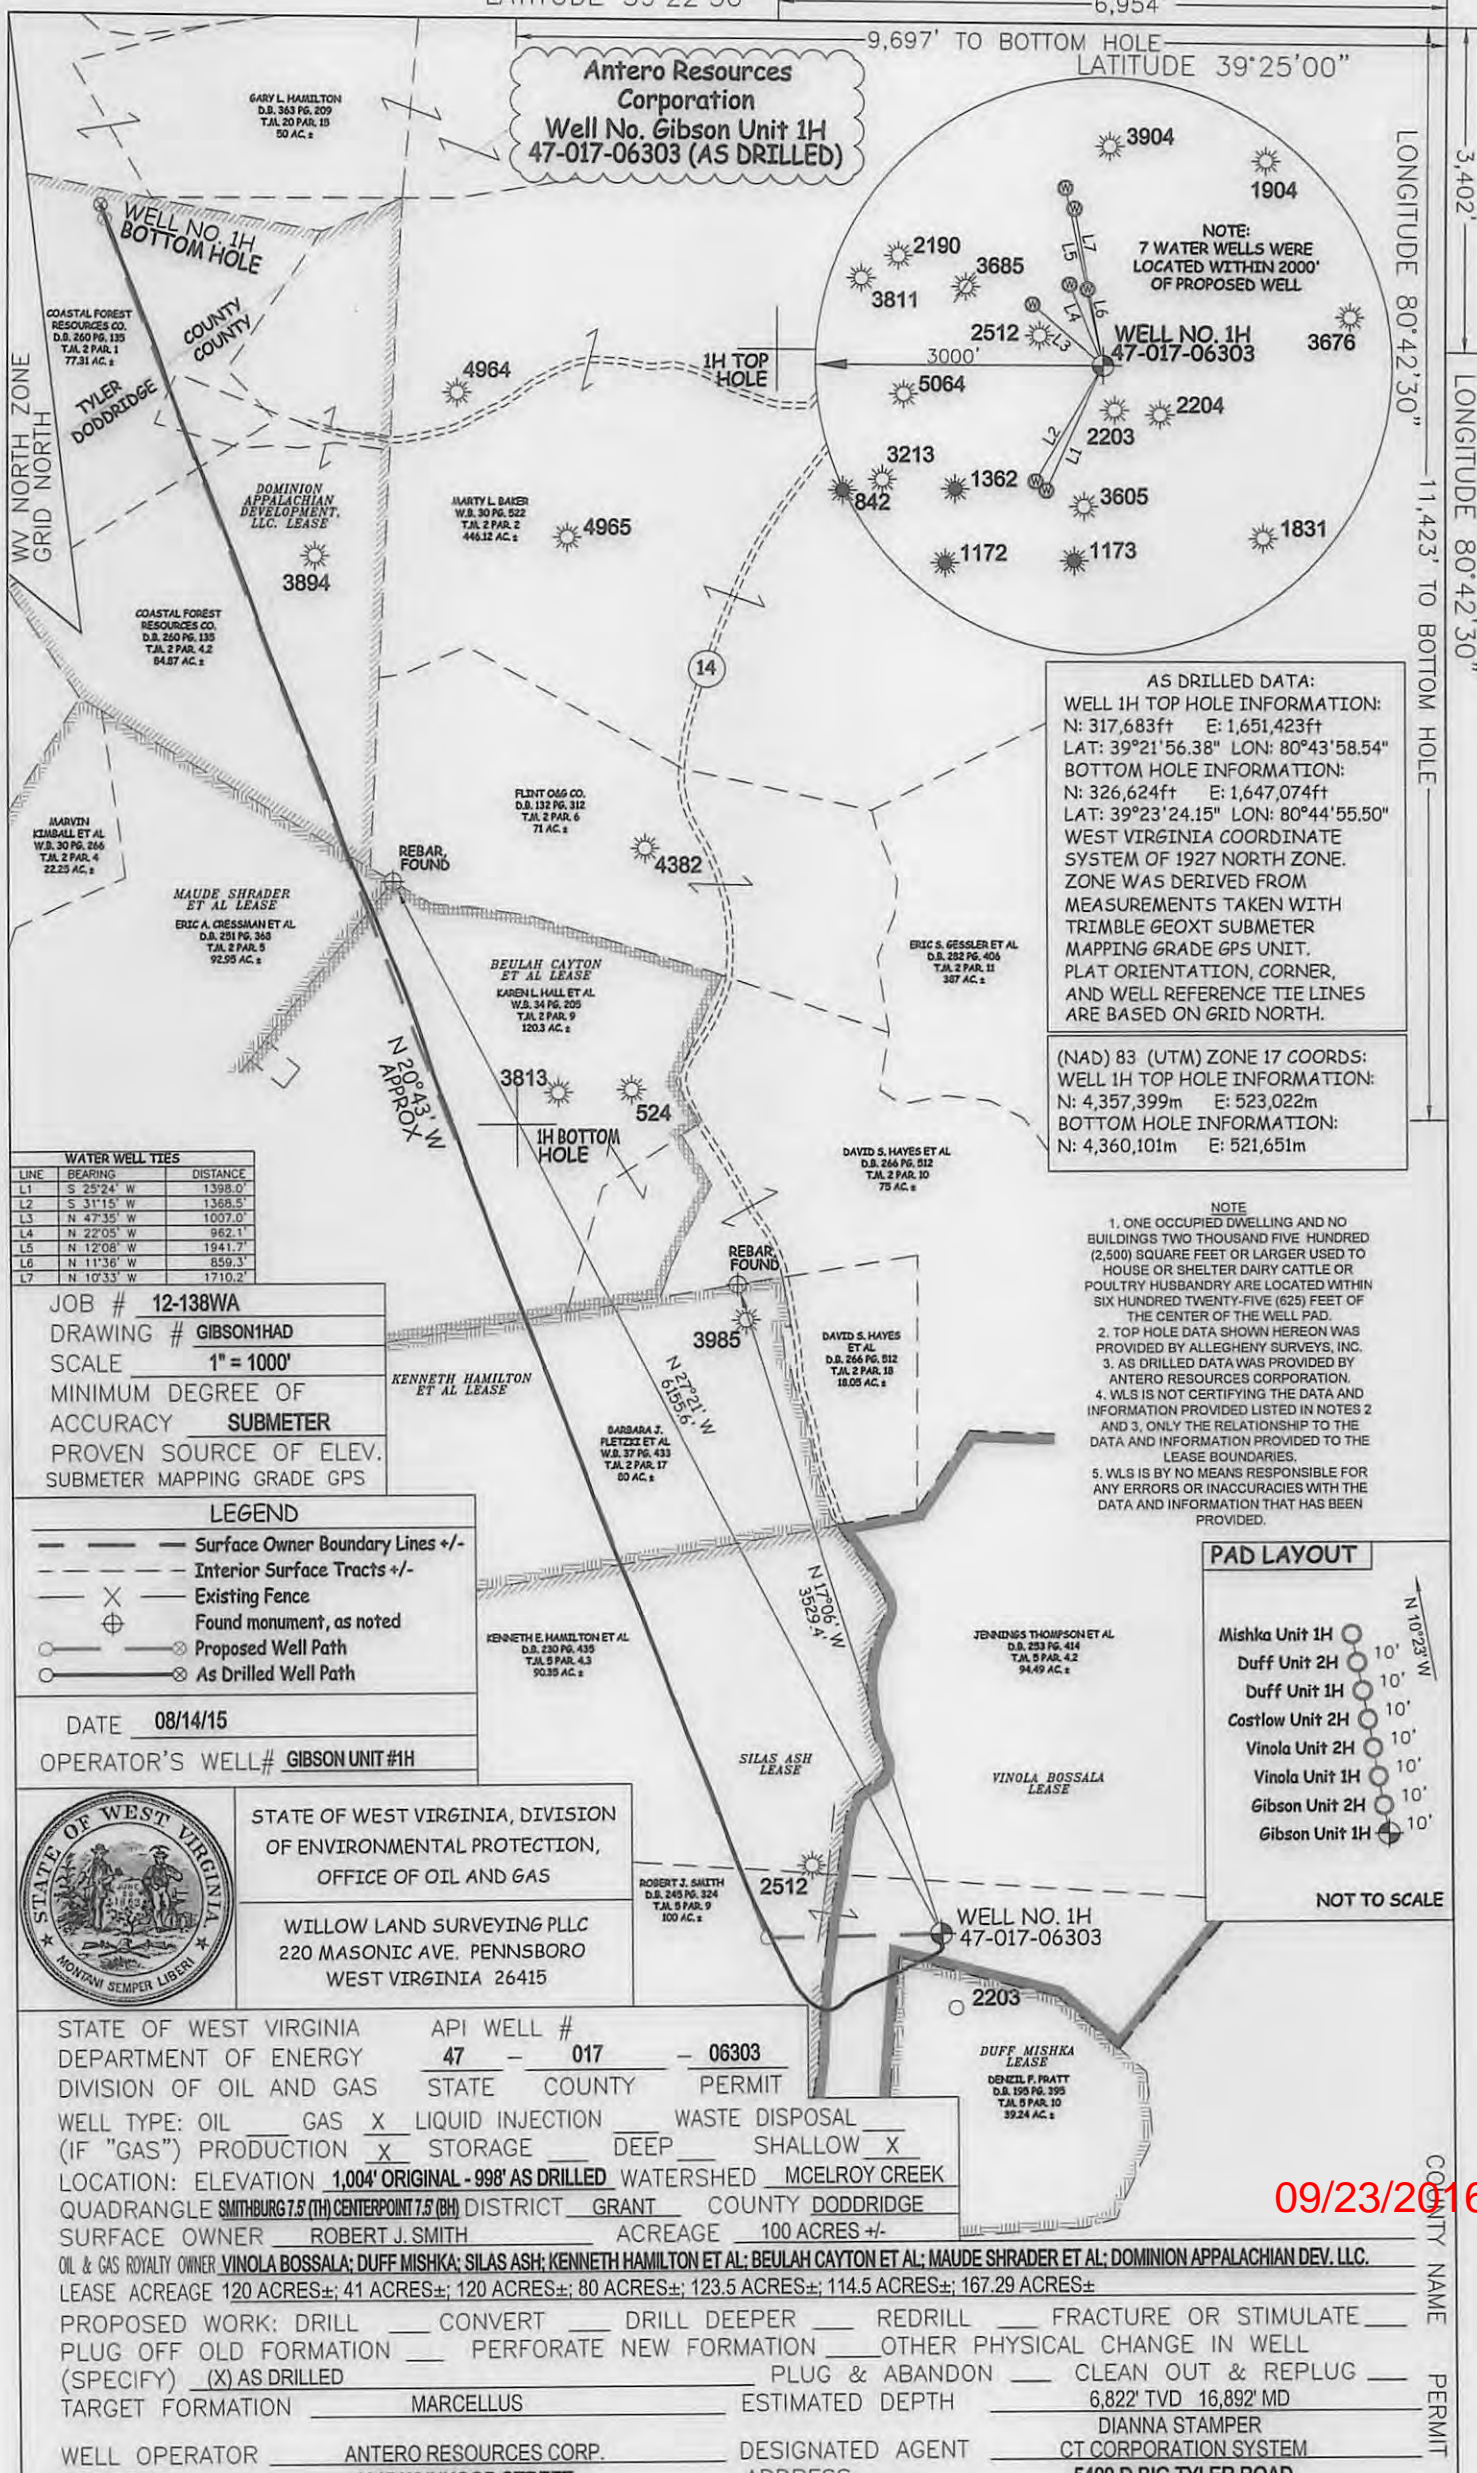 6,954'
9,697' TO BOTTOM HOLE
LATITUDE 39°25'00"
Antero Resources
Corporation
Well No. Gibson Unit 1H
47-017-06303 (AS DRILLED)
3,402'
LONGITUDE 80°42'30"
LONGITUDE 80°42'30"
11,423' TO BOTTOM HOLE
GARY L. HAMILTON
D.B. 363 PG. 209
T.M. 20 PAR. 15
50 AC.±
WELL NO. 1H
BOTTOM HOLE
COASTAL FOREST
RESOURCES CO.
D.B. 260 PG. 135
T.M. 2 PAR. 1
77.31 AC.±
COUNTY
COUNTY
TYLER
DODDRIDGE
WV NORTH ZONE
GRID NORTH
3904
1904
NOTE:
7 WATER WELLS WERE
LOCATED WITHIN 2000'
OF PROPOSED WELL
2190
3685
3811
2512
L5
L7
L4
L6
L3
WELL NO. 1H
47-017-06303
3676
3000'
1H TOP
HOLE
4964
5064
2204
2203
L2
L1
3213
1362
842
3605
1831
1172
1173
DOMINION
APPALACHIAN
DEVELOPMENT,
LLC. LEASE
MARTY L. BAKER
W.B. 30 PG. 522
T.M. 2 PAR. 2
446.12 AC.±
4965
3894
COASTAL FOREST
RESOURCES CO.
D.B. 260 PG. 135
T.M. 2 PAR. 4.2
84.87 AC.±
14
AS DRILLED DATA:
WELL 1H TOP HOLE INFORMATION:
N: 317,683ft E: 1,651,423ft
LAT: 39°21'56.38" LON: 80°43'58.54"
BOTTOM HOLE INFORMATION:
N: 326,624ft E: 1,647,074ft
LAT: 39°23'24.15" LON: 80°44'55.50"
WEST VIRGINIA COORDINATE
SYSTEM OF 1927 NORTH ZONE.
ZONE WAS DERIVED FROM
MEASUREMENTS TAKEN WITH
TRIMBLE GEOXT SUBMETER
MAPPING GRADE GPS UNIT.
PLAT ORIENTATION, CORNER,
AND WELL REFERENCE TIE LINES
ARE BASED ON GRID NORTH.
(NAD) 83 (UTM) ZONE 17 COORDS:
WELL 1H TOP HOLE INFORMATION:
N: 4,357,399m E: 523,022m
BOTTOM HOLE INFORMATION:
N: 4,360,101m E: 521,651m
FLINT O&G CO.
D.B. 132 PG. 312
T.M. 2 PAR. 6
71 AC.±
MARVIN
KIMBALL ET AL
W.B. 30 PG. 266
T.M. 2 PAR. 4
22.25 AC.±
REBAR,
FOUND
4382
MAUDE SHRADER
ET AL LEASE
ERIC A. CRESSMAN ET AL
D.B. 251 PG. 363
T.M. 2 PAR. 5
92.95 AC.±
BEULAH CAYTON
ET AL LEASE
KAREN L. HALL ET AL
W.B. 34 PG. 205
T.M. 2 PAR. 9
120.3 AC.±
ERIC S. GESSLER ET AL
D.B. 282 PG. 406
T.M. 2 PAR. 11
387 AC.±
N 20°43' W
APPROX
3813
524
1H BOTTOM
HOLE
DAVID S. HAYES ET AL
D.B. 266 PG. 512
T.M. 2 PAR. 10
75 AC.±
WATER WELL TIES
LINE BEARING DISTANCE
L1 S 25°24' W 1398.0'
L2 S 31°15' W 1368.5'
L3 N 47°35' W 1007.0'
L4 N 22°05' W 962.1'
L5 N 12°08' W 1941.7'
L6 N 11°36' W 859.3'
L7 N 10°33' W 1710.2'
JOB # 12-138WA
DRAWING # GIBSON1HAD
SCALE 1" = 1000'
MINIMUM DEGREE OF
ACCURACY SUBMETER
PROVEN SOURCE OF ELEV.
SUBMETER MAPPING GRADE GPS
NOTE
1. ONE OCCUPIED DWELLING AND NO
BUILDINGS TWO THOUSAND FIVE HUNDRED
(2,500) SQUARE FEET OR LARGER USED TO
HOUSE OR SHELTER DAIRY CATTLE OR
POULTRY HUSBANDRY ARE LOCATED WITHIN
SIX HUNDRED TWENTY-FIVE (625) FEET OF
THE CENTER OF THE WELL PAD.
2. TOP HOLE DATA SHOWN HEREON WAS
PROVIDED BY ALLEGHENY SURVEYS, INC.
3. AS DRILLED DATA WAS PROVIDED BY
ANTERO RESOURCES CORPORATION.
4. WLS IS NOT CERTIFYING THE DATA AND
INFORMATION PROVIDED LISTED IN NOTES 2
AND 3, ONLY THE RELATIONSHIP TO THE
DATA AND INFORMATION PROVIDED TO THE
LEASE BOUNDARIES.
5. WLS IS BY NO MEANS RESPONSIBLE FOR
ANY ERRORS OR INACCURACIES WITH THE
DATA AND INFORMATION THAT HAS BEEN
PROVIDED.
REBAR,
FOUND
3985
DAVID S. HAYES
ET AL
D.B. 266 PG. 512
T.M. 2 PAR. 18
18.05 AC.±
KENNETH HAMILTON
ET AL LEASE
N 27°21' W
6155.6'
BARBARA J.
PLETZKE ET AL
W.B. 37 PG. 433
T.M. 2 PAR. 17
80 AC.±
LEGEND
Surface Owner Boundary Lines +/-
Interior Surface Tracts +/-
Existing Fence
Found monument, as noted
Proposed Well Path
As Drilled Well Path
N 17°06' W
3529.4'
KENNETH E. HAMILTON ET AL
D.B. 230 PG. 435
T.M. 5 PAR. 4.3
90.35 AC.±
JENNINGS THOMPSON ET AL
D.B. 253 PG. 414
T.M. 5 PAR. 4.2
94.49 AC.±
PAD LAYOUT
N 10°23' W
Mishka Unit 1H
10'
Duff Unit 2H
10'
Duff Unit 1H
10'
Costlow Unit 2H
10'
Vinola Unit 2H
10'
Vinola Unit 1H
10'
Gibson Unit 2H
10'
Gibson Unit 1H
NOT TO SCALE
DATE 08/14/15
OPERATOR'S WELL# GIBSON UNIT #1H
SILAS ASH
LEASE
VINOLA BOSSALA
LEASE
STATE OF WEST VIRGINIA
MONTANI SEMPER LIBERI
STATE OF WEST VIRGINIA, DIVISION
OF ENVIRONMENTAL PROTECTION,
OFFICE OF OIL AND GAS
WILLOW LAND SURVEYING PLLC
220 MASONIC AVE. PENNSBORO
WEST VIRGINIA 26415
ROBERT J. SMITH
D.B. 245 PG. 324
T.M. 5 PAR. 9
100 AC.±
2512
WELL NO. 1H
47-017-06303
2203
DUFF MISHKA
LEASE
DENZIL F. PRATT
D.B. 195 PG. 395
T.M. 5 PAR. 10
39.24 AC.±
STATE OF WEST VIRGINIA API WELL #
DEPARTMENT OF ENERGY 47 - 017 - 06303
DIVISION OF OIL AND GAS STATE COUNTY PERMIT
WELL TYPE: OIL GAS X LIQUID INJECTION WASTE DISPOSAL
(IF "GAS") PRODUCTION X STORAGE DEEP SHALLOW X
LOCATION: ELEVATION 1,004' ORIGINAL - 998' AS DRILLED WATERSHED MCELROY CREEK
QUADRANGLE SMITHBURG 7.5' (TH) CENTERPOINT 7.5' (BH) DISTRICT GRANT COUNTY DODDRIDGE
SURFACE OWNER ROBERT J. SMITH ACREAGE 100 ACRES +/-
OIL & GAS ROYALTY OWNER VINOLA BOSSALA; DUFF MISHKA; SILAS ASH; KENNETH HAMILTON ET AL; BEULAH CAYTON ET AL; MAUDE SHRADER ET AL; DOMINION APPALACHIAN DEV. LLC.
LEASE ACREAGE 120 ACRES±; 41 ACRES±; 120 ACRES±; 80 ACRES±; 123.5 ACRES±; 114.5 ACRES±; 167.29 ACRES±
PROPOSED WORK: DRILL CONVERT DRILL DEEPER REDRILL FRACTURE OR STIMULATE
PLUG OFF OLD FORMATION PERFORATE NEW FORMATION OTHER PHYSICAL CHANGE IN WELL
(SPECIFY) (X) AS DRILLED PLUG & ABANDON CLEAN OUT & REPLUG
TARGET FORMATION MARCELLUS ESTIMATED DEPTH 6,822' TVD 16,892' MD
DIANNA STAMPER
WELL OPERATOR ANTERO RESOURCES CORP. DESIGNATED AGENT CT CORPORATION SYSTEM
09/23/2016
COUNTY NAME
PERMIT